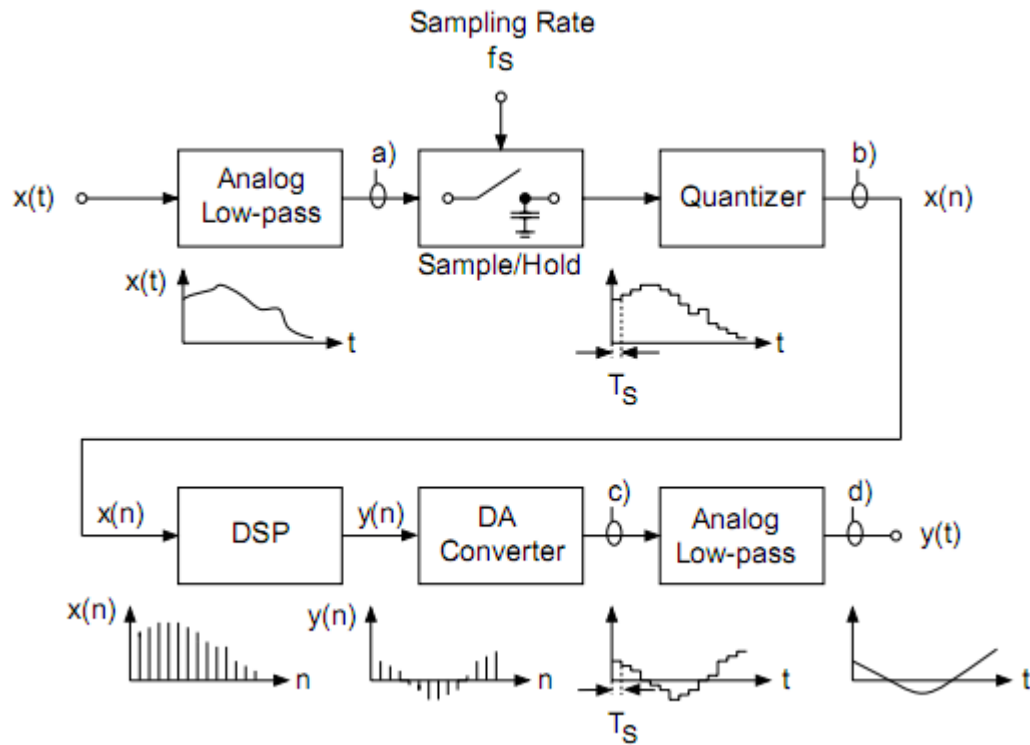 Sampling Rate
fS
x(t)
Analog
Low-pass
a)
Sample/Hold
Quantizer
b)
x(n)
x(t)
t
TS
t
x(n)
DSP
y(n)
DA
Converter
c)
Analog
Low-pass
d)
y(t)
x(n)
n
y(n)
n
TS
t
t